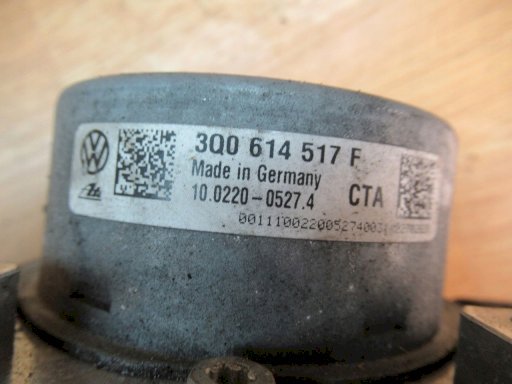 3Q0 614 517 F
Made in Germany
10.0220-0527.4 CTA